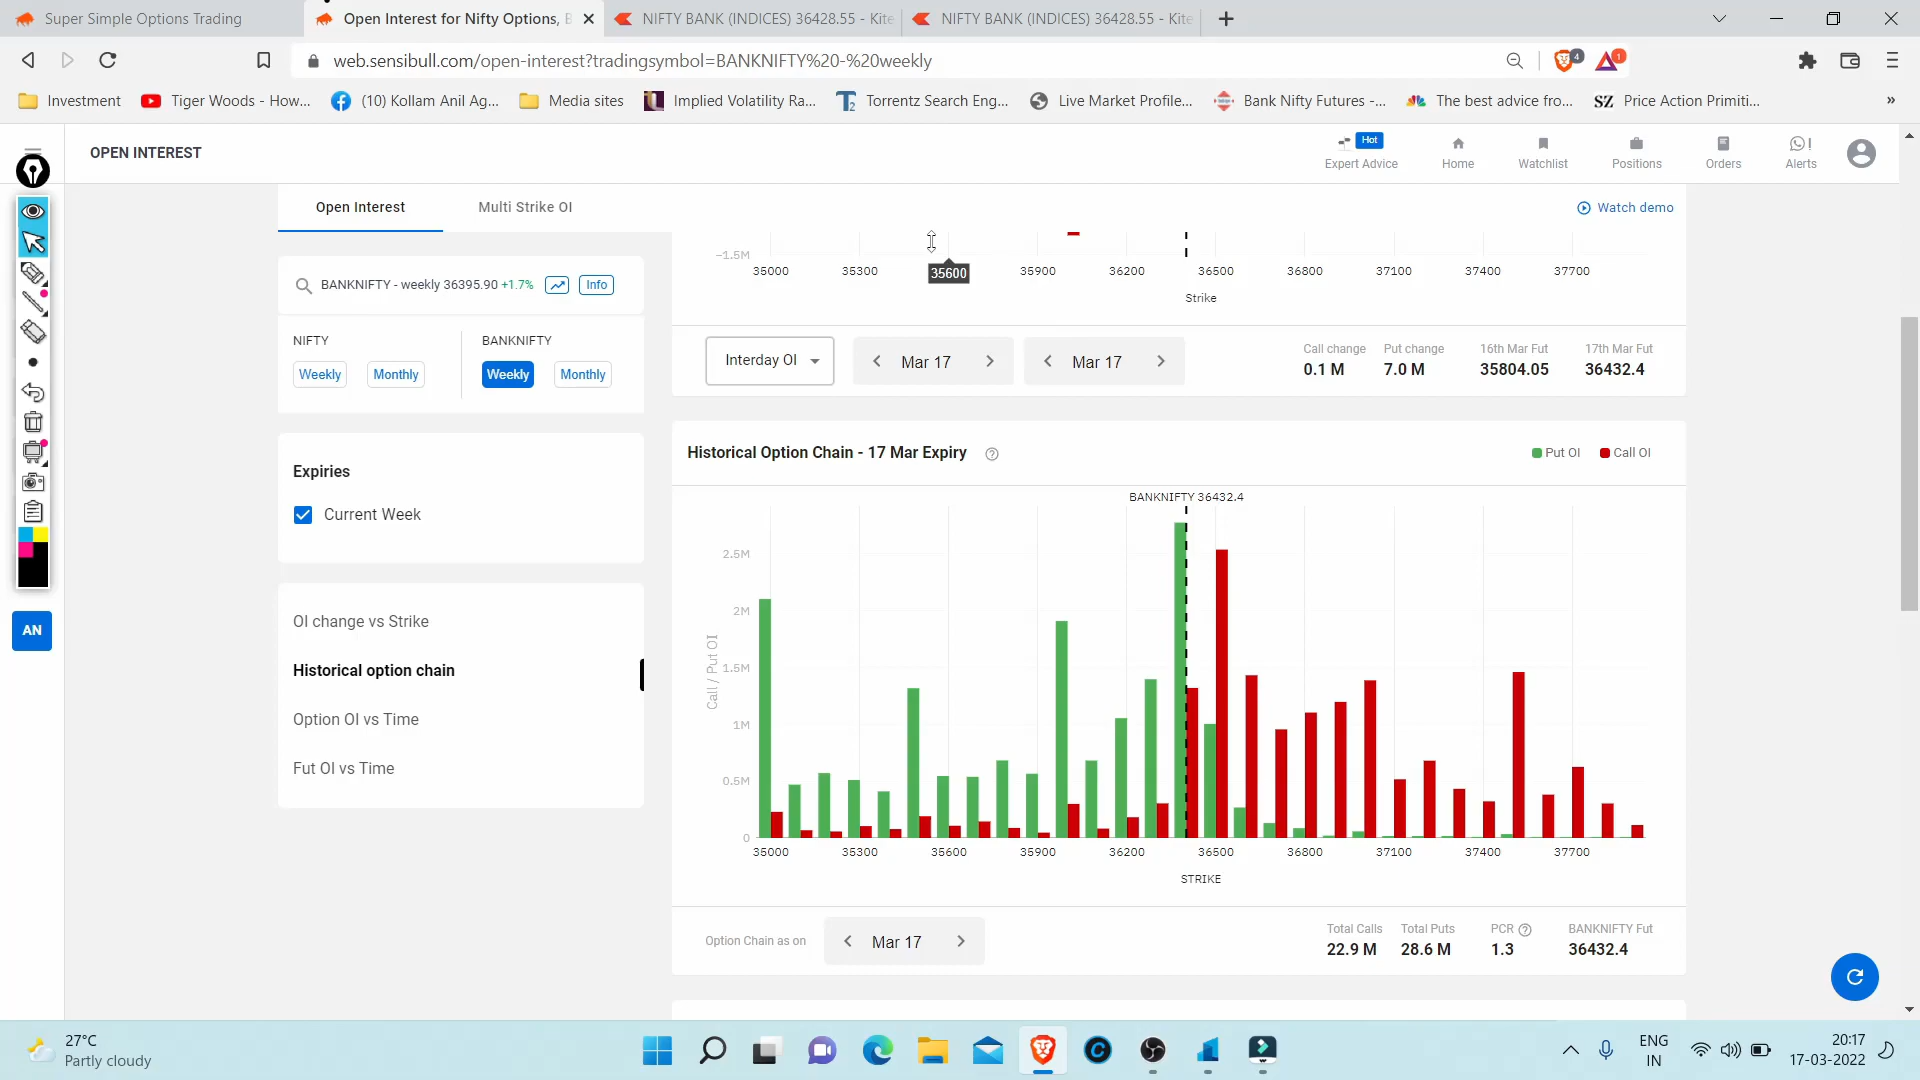 Super Simple Options Trading
Open Interest for Nifty Options, B
NIFTY BANK (INDICES) 36428.55 - Kite
NIFTY BANK (INDICES) 36428.55 - Kite
web.sensibull.com/open-interest?tradingsymbol=BANKNIFTY%20-%20weekly
4
1
Investment
Tiger Woods - How...
(10) Kollam Anil Ag...
Media sites
Implied Volatility Ra...
Torrentz Search Eng...
Live Market Profile...
Bank Nifty Futures -...
The best advice fro...
SZ Price Action Primiti...
»
OPEN INTEREST
Hot
Expert Advice
Home
Watchlist
Positions
Orders
Alerts
Open Interest
Multi Strike OI
Watch demo
BANKNIFTY - weekly 36395.90 +1.7%
Info
NIFTY
BANKNIFTY
Weekly
Monthly
Weekly
Monthly
Expiries
Current Week
OI change vs Strike
Historical option chain
Option OI vs Time
Fut OI vs Time
AN
−1.5M
35000
35300
35600
35900
36200
36500
36800
37100
37400
37700
Strike
Interday OI
Mar 17
Mar 17
Call change
0.1 M
Put change
7.0 M
16th Mar Fut
35804.05
17th Mar Fut
36432.4
Historical Option Chain - 17 Mar Expiry
Put OI
Call OI
BANKNIFTY 36432.4
Call / Put OI
2.5M
2M
1.5M
1M
0.5M
0
35000
35300
35600
35900
36200
36500
36800
37100
37400
37700
STRIKE
Option Chain as on
Mar 17
Total Calls
22.9 M
Total Puts
28.6 M
PCR
1.3
BANKNIFTY Fut
36432.4
27°C
Partly cloudy
ENG
IN
20:17
17-03-2022